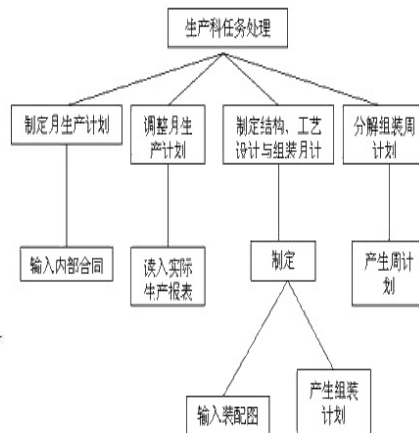 生产科任务处理
制定月生产计划
调整月生
产计划
制定结构、工艺
设计与组装月计
分解组装周
计划
输入内部合同
读入实际
生产报表
制定
产生周计
划
输入装配图
产生组装
计划